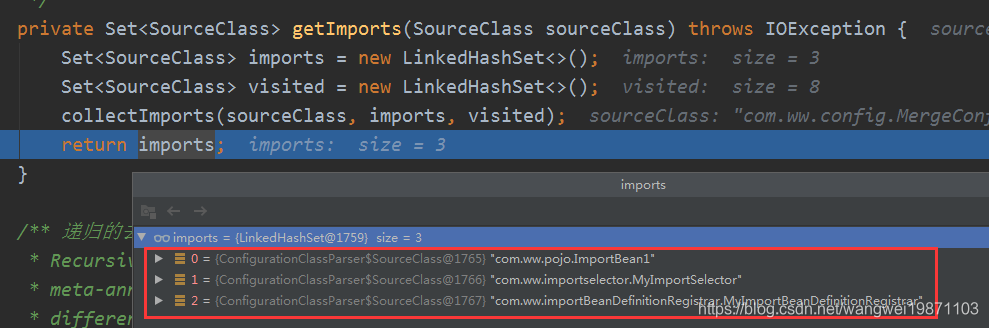 */
private Set<SourceClass> getImports(SourceClass sourceClass) throws IOException {
Set<SourceClass> imports = new LinkedHashSet<>(); imports: size = 3
Set<SourceClass> visited = new LinkedHashSet<>(); visited: size = 8
collectImports(sourceClass, imports, visited); sourceClass: "com.ww.config.MergeConf
return imports; imports: size = 3
}
imports
/** 递归的
* Recursiv
* meta-ann
* differen
imports = {LinkedHashSet@1759} size = 3
0 = {ConfigurationClassParser$SourceClass@1765} "com.ww.pojo.ImportBean1"
1 = {ConfigurationClassParser$SourceClass@1766} "com.ww.importselector.MyImportSelector"
2 = {ConfigurationClassParser$SourceClass@1767} "com.ww.importBeanDefinitionRegistrar.MyImportBeanDefinitionRegistrar"
https://blog.csdn.net/wangwei19871103